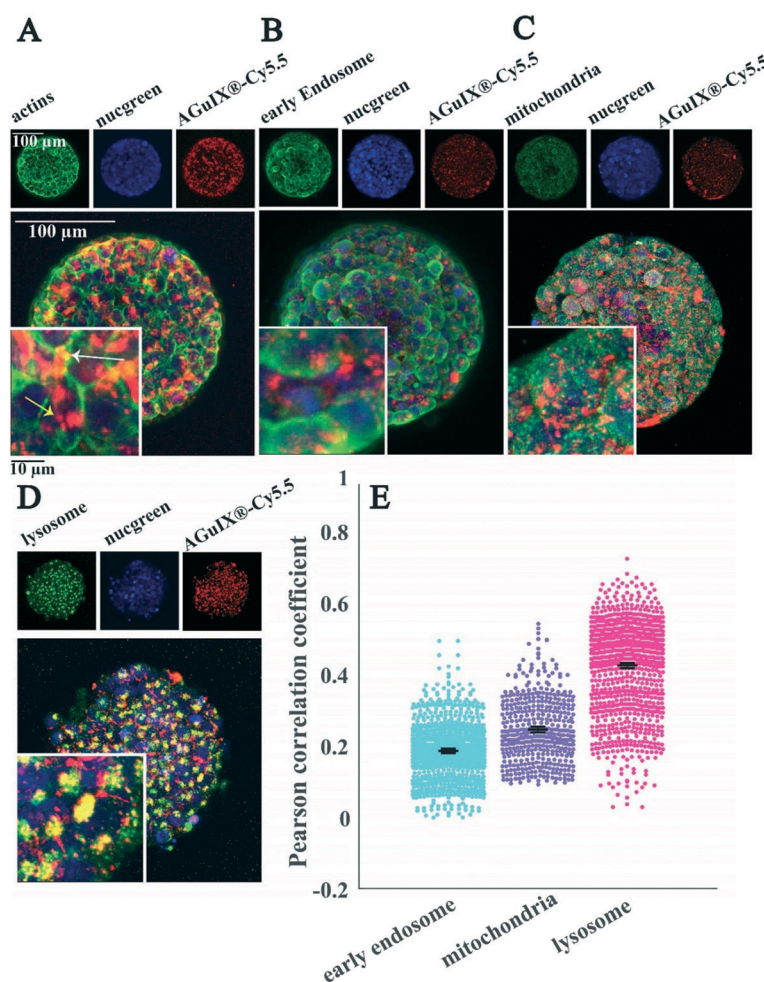 A
B
C
actins
nucgreen
AGuIX®-Cy5.5
early Endosome
nucgreen
AGuIX®-Cy5.5
mitochondria
nucgreen
AGuIX®-Cy5.5
100 µm
100 µm
10 µm
D
lysosome
nucgreen
AGuIX®-Cy5.5
E
Pearson correlation coefficient
1
0.8
0.6
0.4
0.2
0
-0.2
early endosome
mitochondria
lysosome